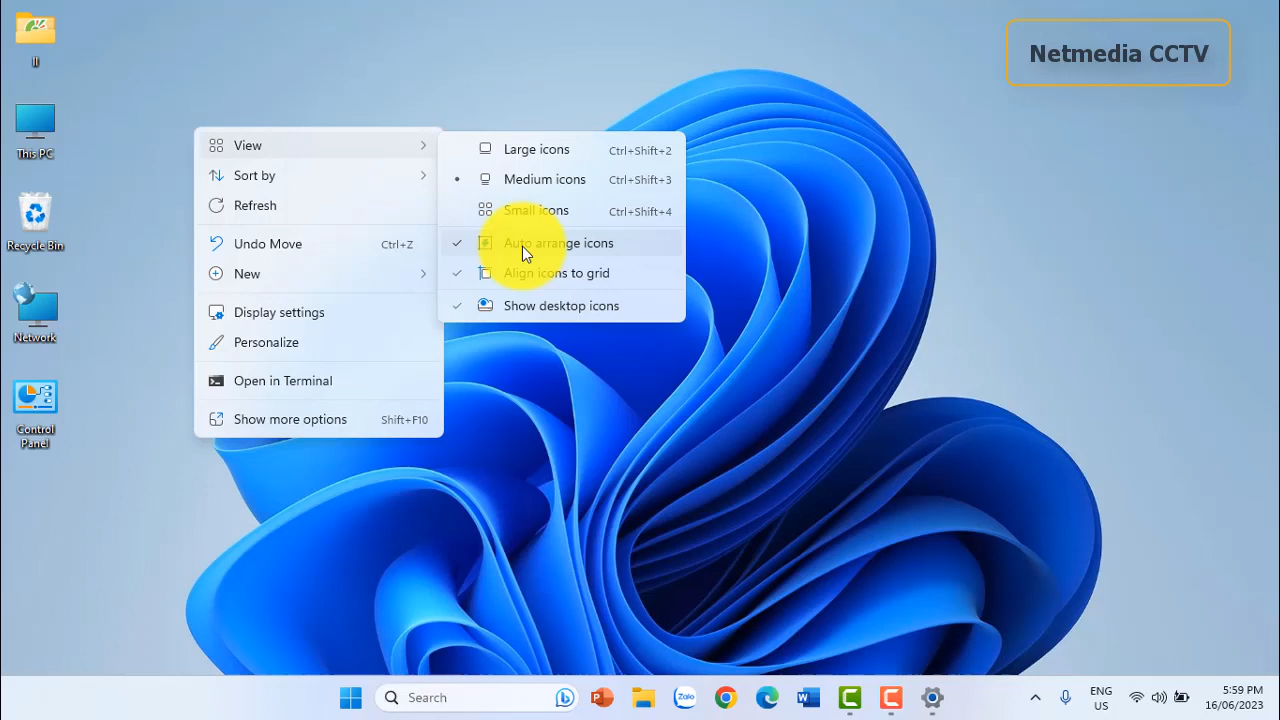 Netmedia CCTV
This PC
Recycle Bin
Network
Control
Panel
View
Sort by
Refresh
Undo Move Ctrl+Z
New
Display settings
Personalize
Open in Terminal
Show more options Shift+F10
Large icons Ctrl+Shift+2
Medium icons Ctrl+Shift+3
Small icons Ctrl+Shift+4
Auto arrange icons
Align icons to grid
Show desktop icons
Search
Zalo
ENG
US
5:59 PM
16/06/2023